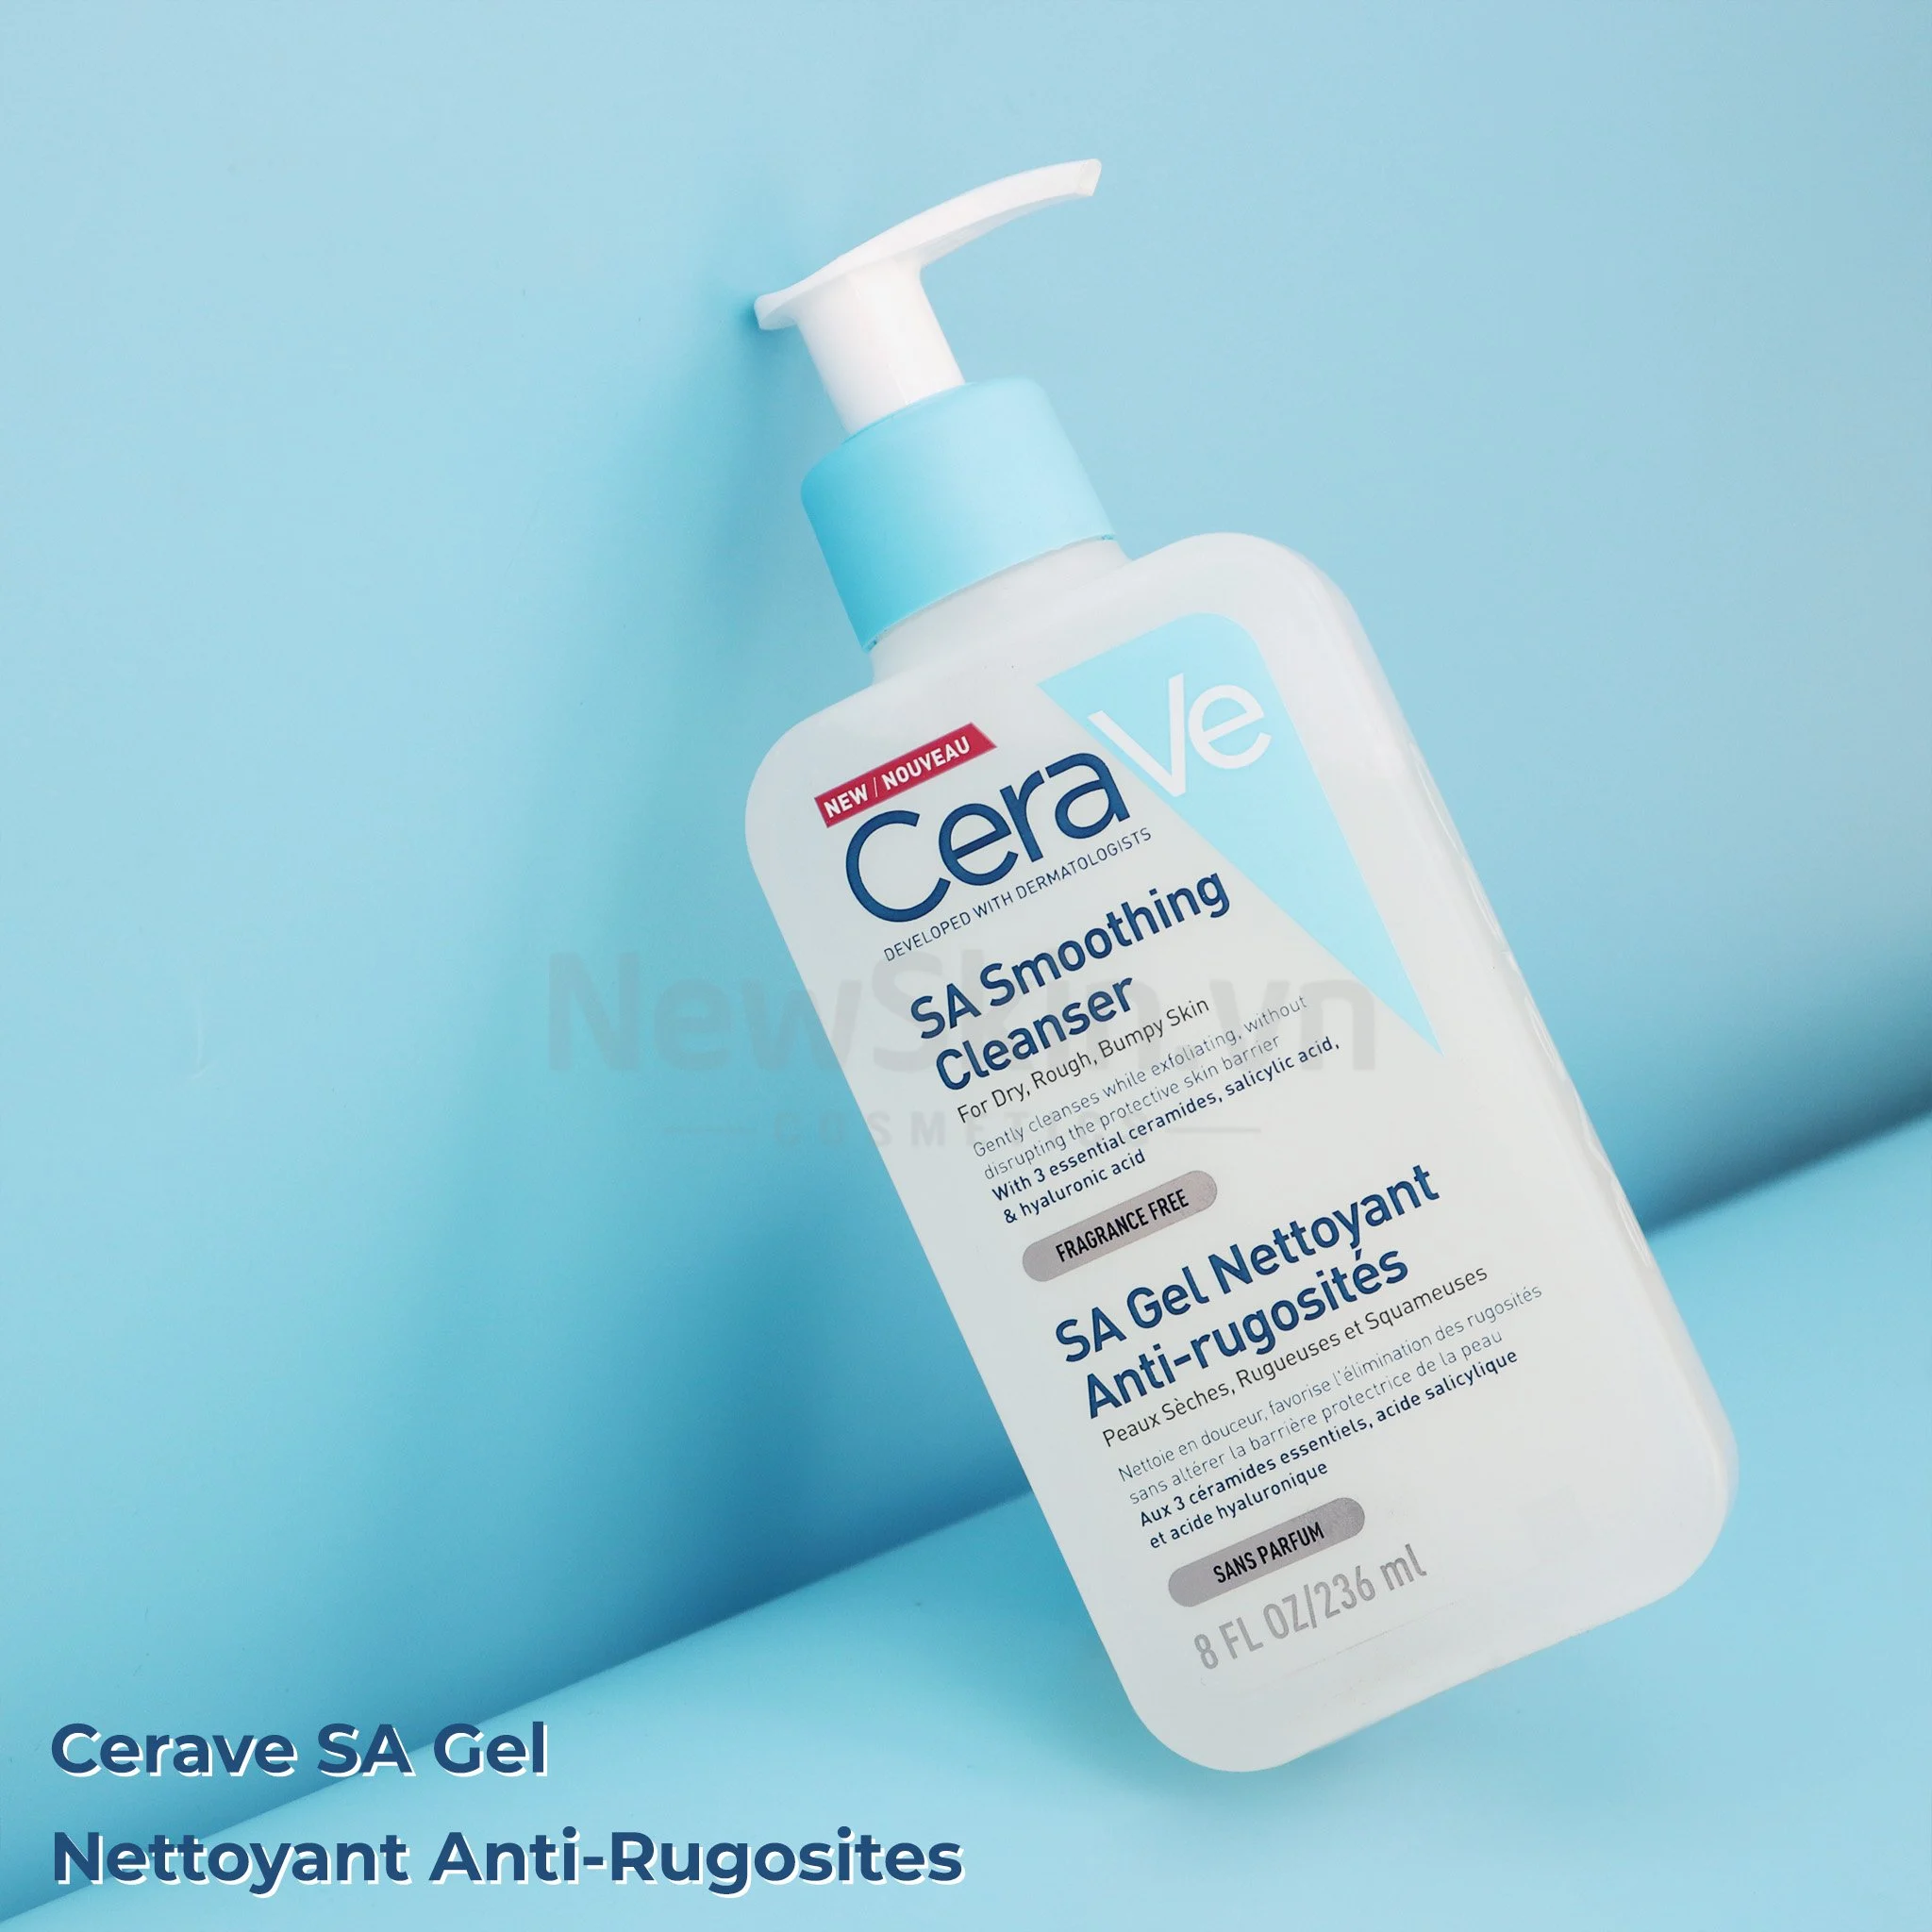 NEW / NOUVEAU
CeraVe
DEVELOPED WITH DERMATOLOGISTS
SA Smoothing
Cleanser
For Dry, Rough, Bumpy Skin
Gently cleanses while exfoliating, without
disrupting the protective skin barrier
With 3 essential ceramides, salicylic acid,
& hyaluronic acid
FRAGRANCE FREE
SA Gel Nettoyant
Anti-rugosités
Peaux Sèches, Rugueuses et Squameuses
Nettoie en douceur, favorise l'élimination des rugosités
sans altérer la barrière protectrice de la peau
Aux 3 céramides essentiels, acide salicylique
et acide hyaluronique
SANS PARFUM
8 FL OZ/236 ml
NewSkin.vn
COSMETICS
Cerave SA Gel
Nettoyant Anti-Rugosites